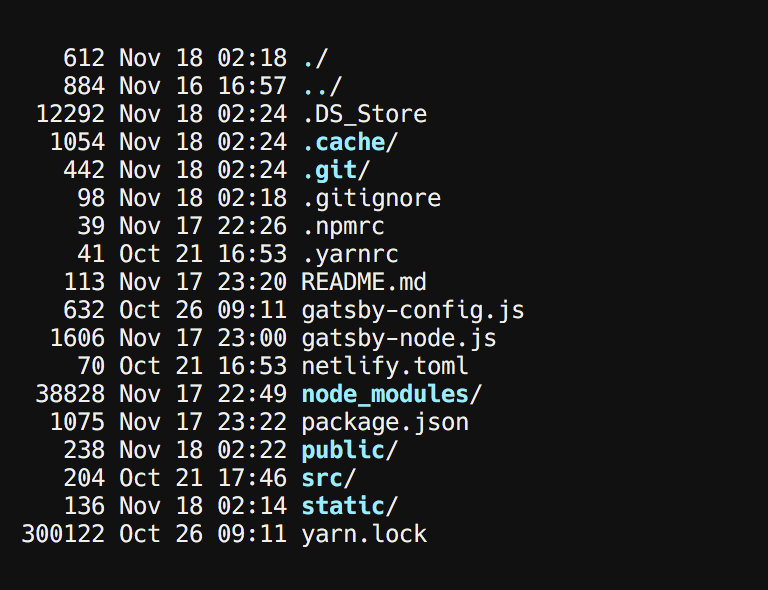 612 Nov 18 02:18 ./
884 Nov 16 16:57 ../
12292 Nov 18 02:24 .DS_Store
1054 Nov 18 02:24 .cache/
442 Nov 18 02:24 .git/
98 Nov 18 02:18 .gitignore
39 Nov 17 22:26 .npmrc
41 Oct 21 16:53 .yarnrc
113 Nov 17 23:20 README.md
632 Oct 26 09:11 gatsby-config.js
1606 Nov 17 23:00 gatsby-node.js
70 Oct 21 16:53 netlify.toml
38828 Nov 17 22:49 node_modules/
1075 Nov 17 23:22 package.json
238 Nov 18 02:22 public/
204 Oct 21 17:46 src/
136 Nov 18 02:14 static/
300122 Oct 26 09:11 yarn.lock